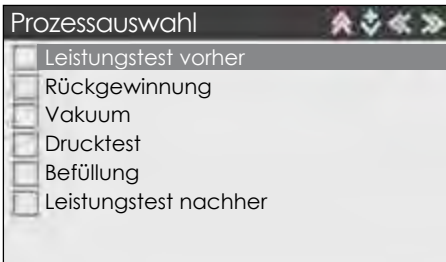 Prozessauswahl
Leistungstest vorher
Rückgewinnung
Vakuum
Drucktest
Befüllung
Leistungstest nachher